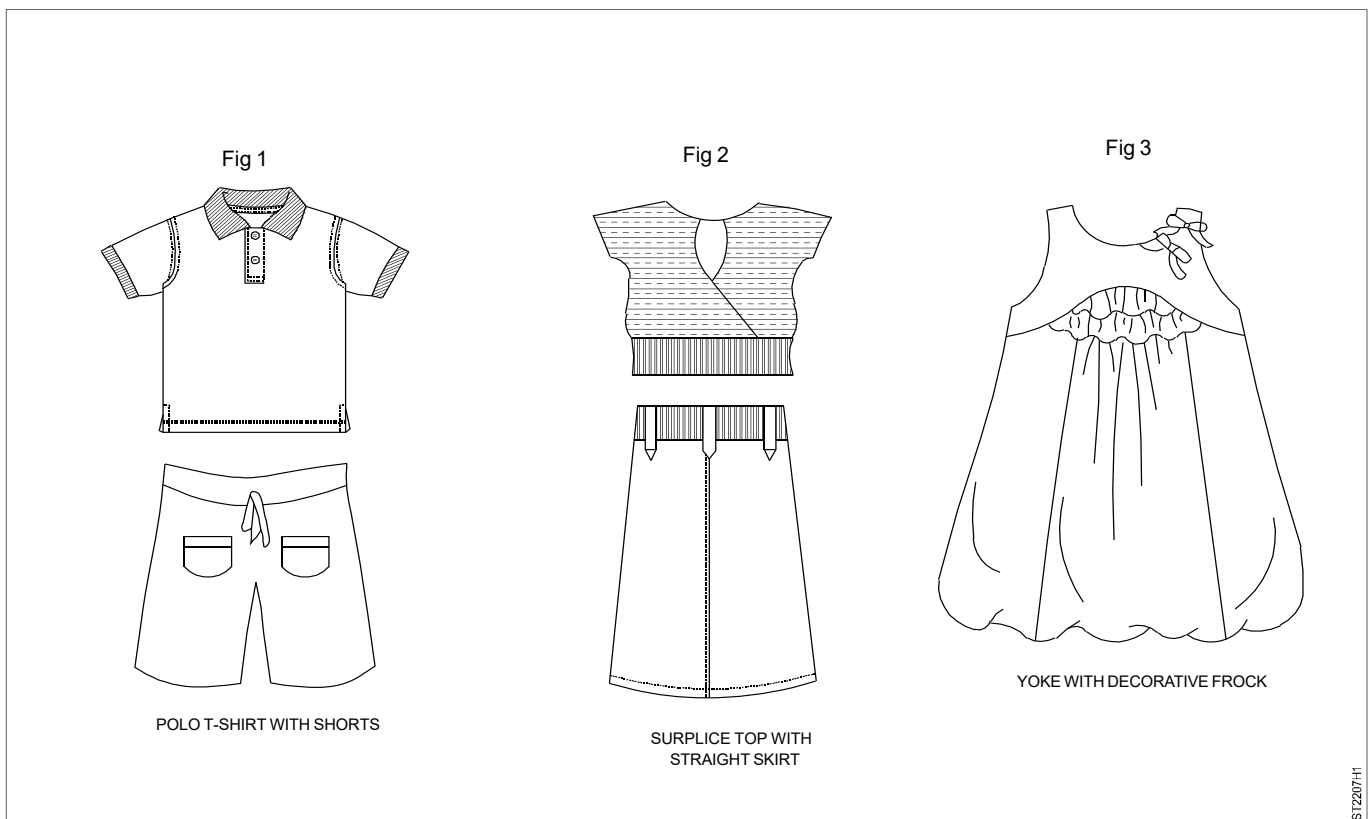 Fig 1
Fig 2
Fig 3
POLO T-SHIRT WITH SHORTS
SURPLICE TOP WITH
STRAIGHT SKIRT
YOKE WITH DECORATIVE FROCK
ST2207H1